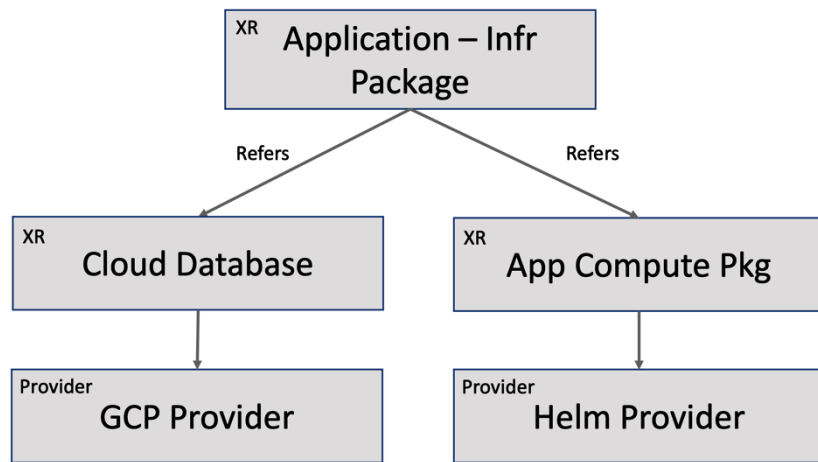 XR
Application – Infr
Package
Refers
Refers
XR
Cloud Database
XR
App Compute Pkg
Provider
GCP Provider
Provider
Helm Provider